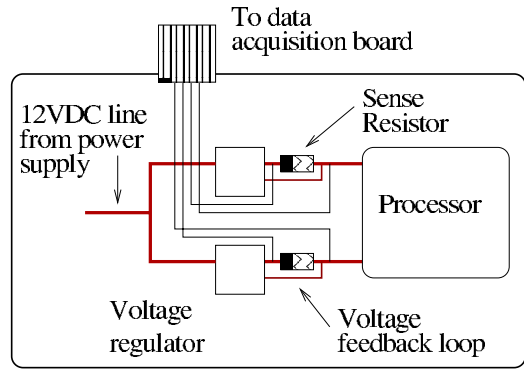 To data
acquisition board
12VDC line
from power
supply
Sense
Resistor
Processor
Voltage
regulator
Voltage
feedback loop